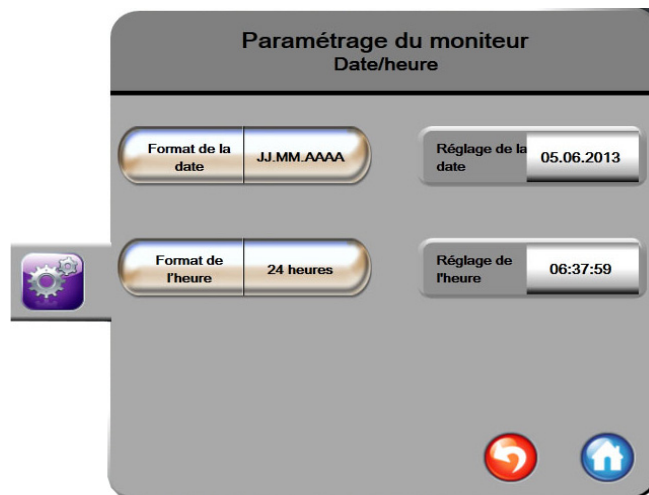 Paramétrage du moniteur
Date/heure
Format de la
date
JJ.MM.AAAA
Réglage de la
date
05.06.2013
Format de
l'heure
24 heures
Réglage de
l'heure
06:37:59